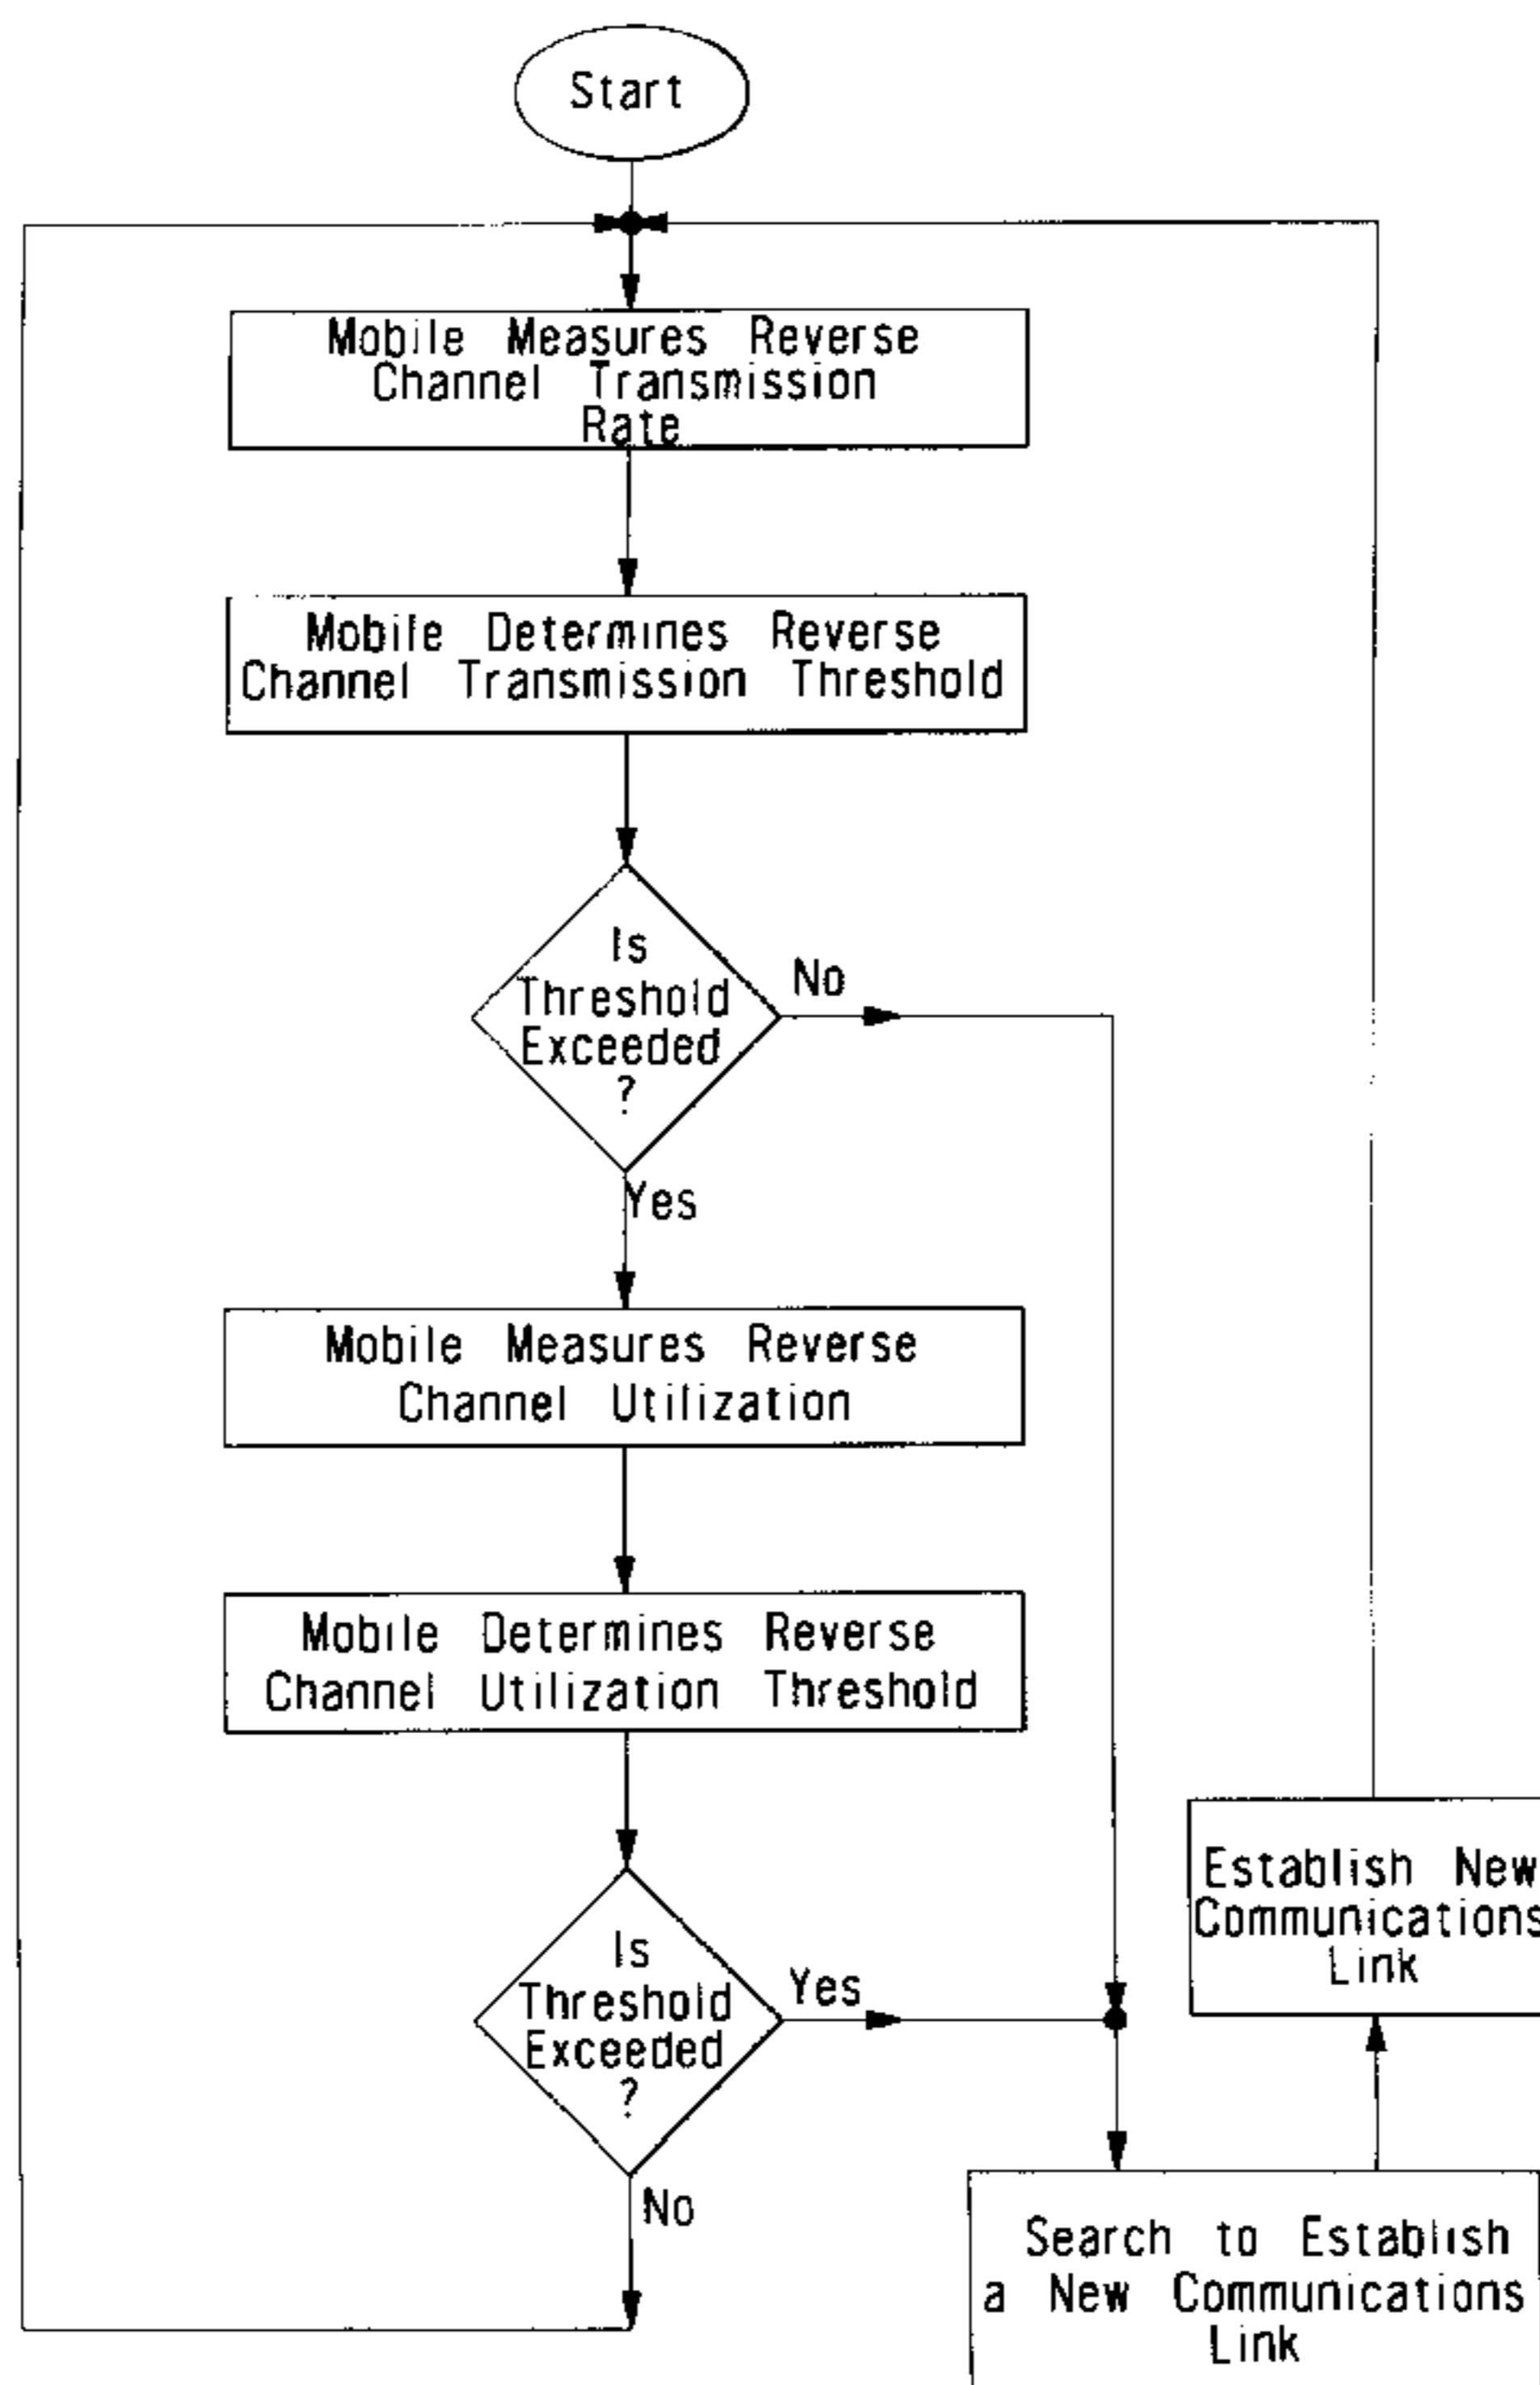 Start
Mobile Measures Reverse
Channel Transmission
Rate
Mobile Determines Reverse
Channel Transmission Threshold
Is
Threshold
Exceeded
?
No
Yes
Mobile Measures Reverse
Channel Utilization
Mobile Determines Reverse
Channel Utilization Threshold
Is
Threshold
Exceeded
?
Yes
No
Establish New
Communications
Link
Search to Establish
a New Communications
Link